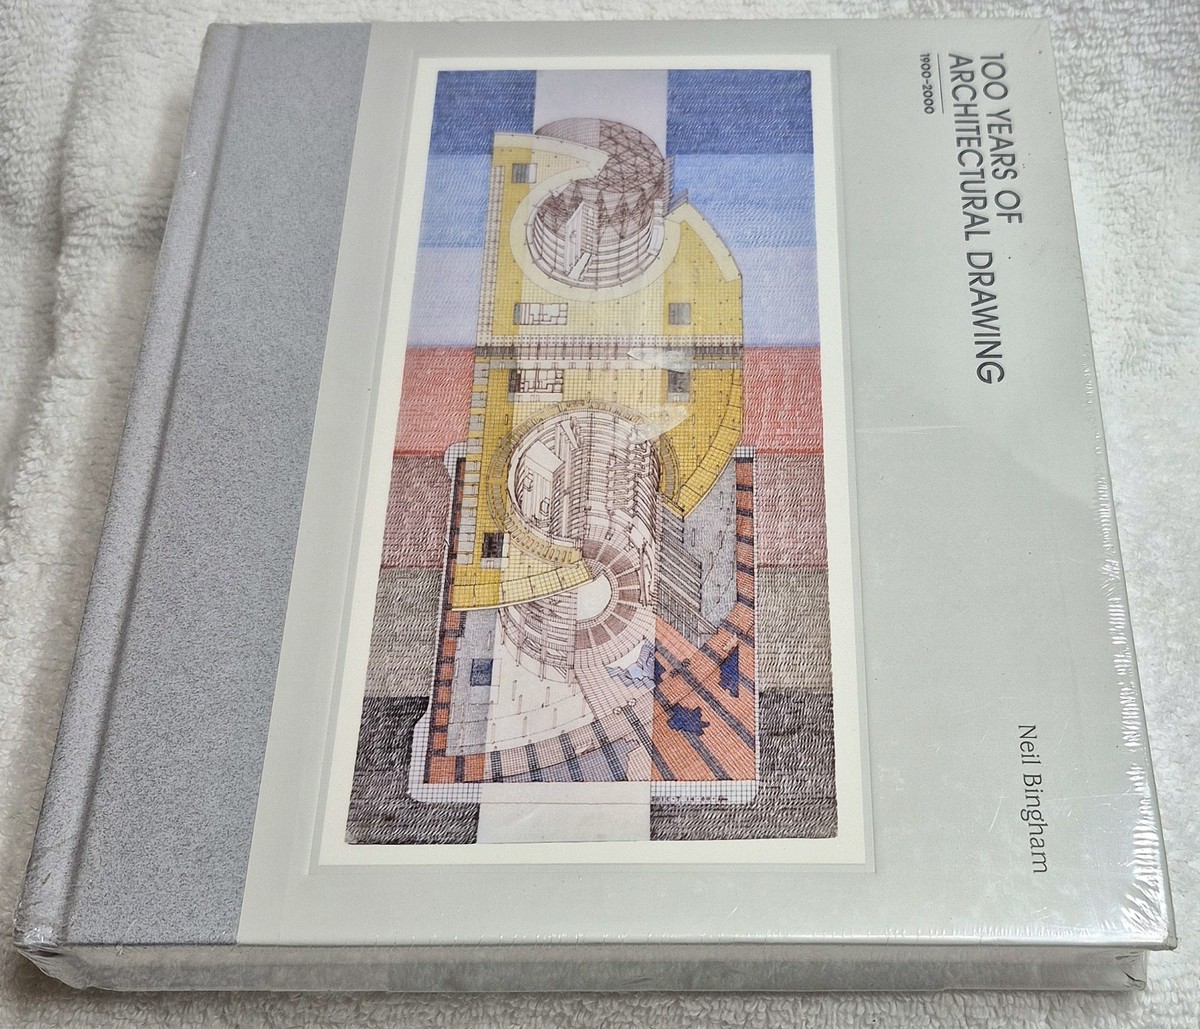 100 YEARS OF
ARCHITECTURAL DRAWING
1900-2000
Neil Bingham